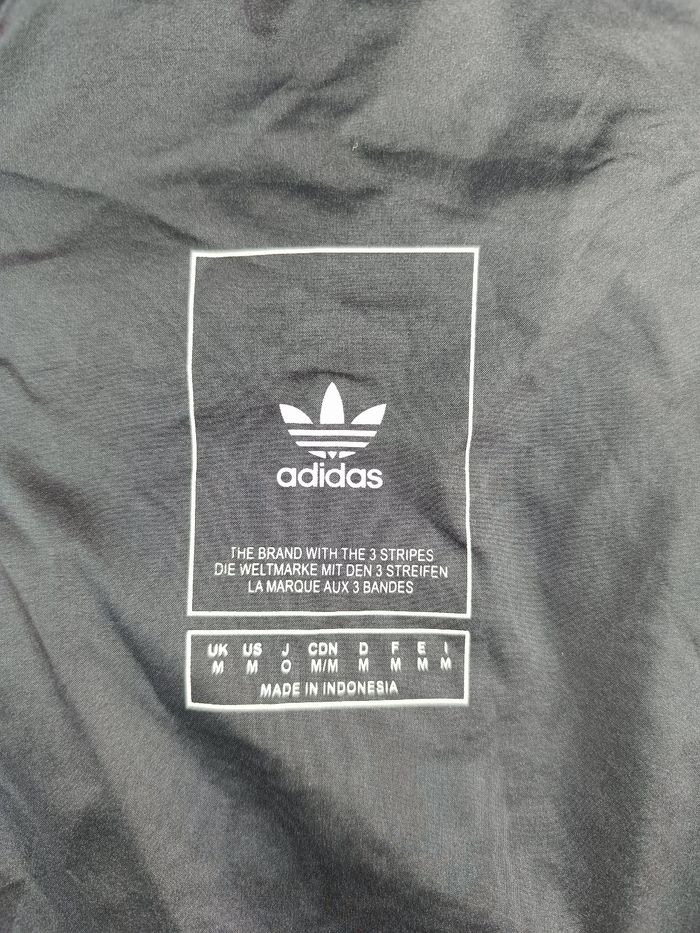 adidas
THE BRAND WITH THE 3 STRIPES
DIE WELTMARKE MIT DEN 3 STREIFEN
LA MARQUE AUX 3 BANDES
UK US J CDN D F E I
M M O M/M M M M M
MADE IN INDONESIA